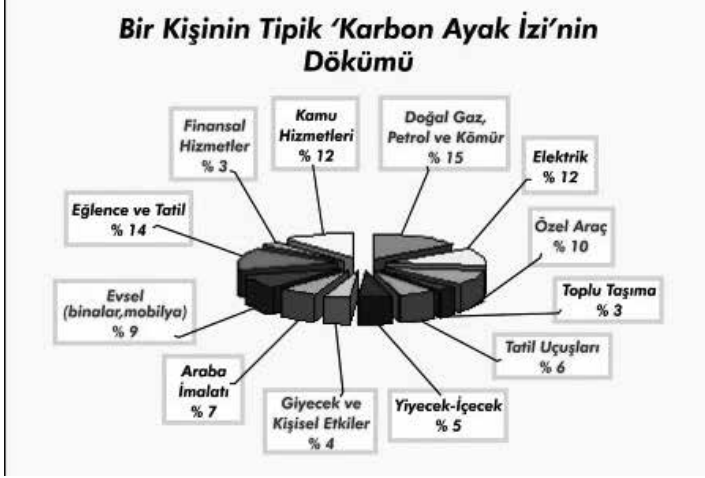 Bir Kişinin Tipik ‘Karbon Ayak İzi’nin
Dökümü
Finansal
Hizmetler
% 3
Kamu
Hizmetleri
% 12
Doğal Gaz,
Petrol ve Kömür
% 15
Elektrik
% 12
Özel Araç
% 10
Toplu Taşıma
% 3
Tatil Uçuşları
% 6
Yiyecek-İçecek
% 5
Giyecek ve
Kişisel Etkiler
% 4
Araba
İmalatı
% 7
Evsel
(binalar,mobilya)
% 9
Eğlence ve Tatil
% 14